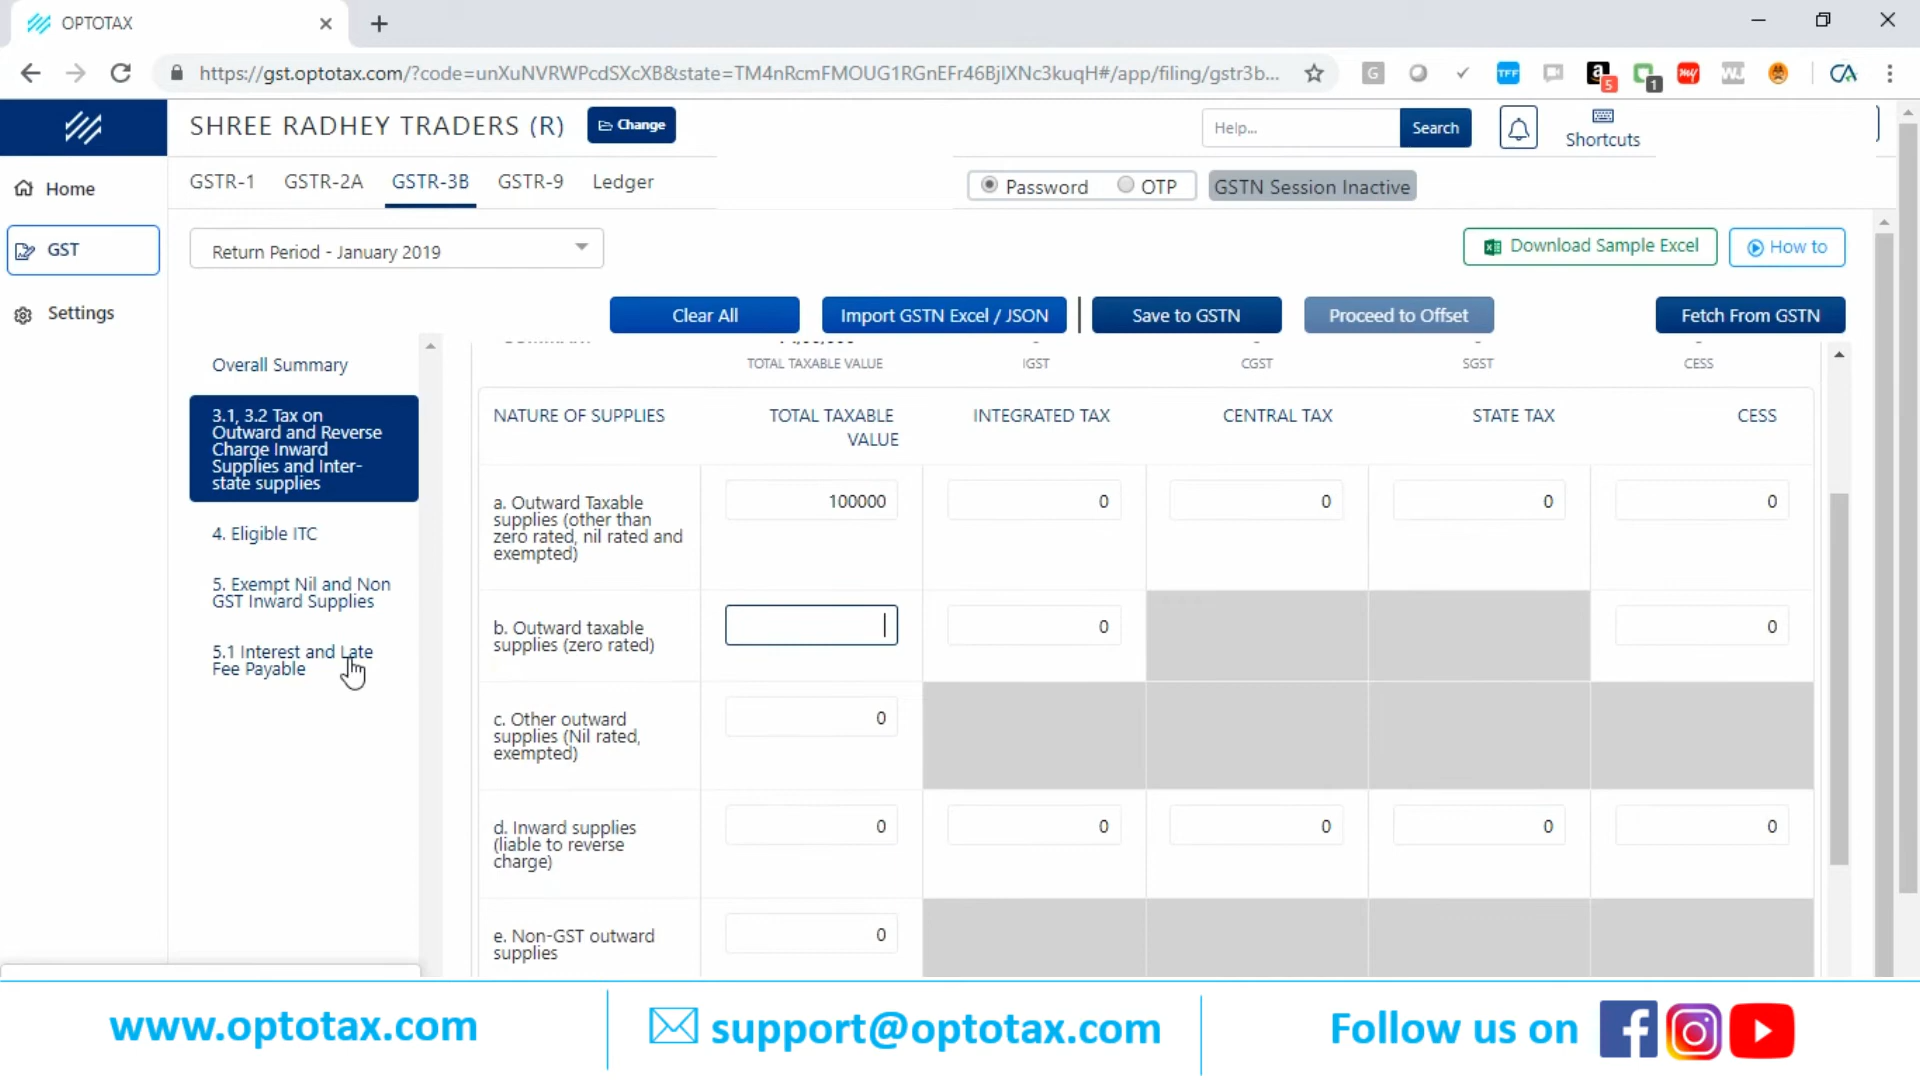 OPTOTAX
https://gst.optotax.com/?code=unXuNVRWPcdSXcXB&state=TM4nRcmFMOUG1RGnEFr46BjlXNc3kuqH#/app/filing/gstr3b...
SHREE RADHEY TRADERS (R)
Change
Help...
Search
Shortcuts
Home
GST
Settings
GSTR-1
GSTR-2A
GSTR-3B
GSTR-9
Ledger
Password
OTP
GSTN Session Inactive
Return Period - January 2019
Download Sample Excel
How to
Clear All
Import GSTN Excel / JSON
Save to GSTN
Proceed to Offset
Fetch From GSTN
Overall Summary
3.1, 3.2 Tax on
Outward and Reverse
Charge Inward
Supplies and Inter-
state supplies
4. Eligible ITC
5. Exempt Nil and Non
GST Inward Supplies
5.1 Interest and Late
Fee Payable
TOTAL TAXABLE VALUE
IGST
CGST
SGST
CESS
NATURE OF SUPPLIES
TOTAL TAXABLE
VALUE
INTEGRATED TAX
CENTRAL TAX
STATE TAX
CESS
a. Outward Taxable
supplies (other than
zero rated, nil rated and
exempted)
100000
0
0
0
0
b. Outward taxable
supplies (zero rated)
0
0
c. Other outward
supplies (Nil rated,
exempted)
0
d. Inward supplies
(liable to reverse
charge)
0
0
0
0
0
e. Non-GST outward
supplies
0
www.optotax.com
support@optotax.com
Follow us on